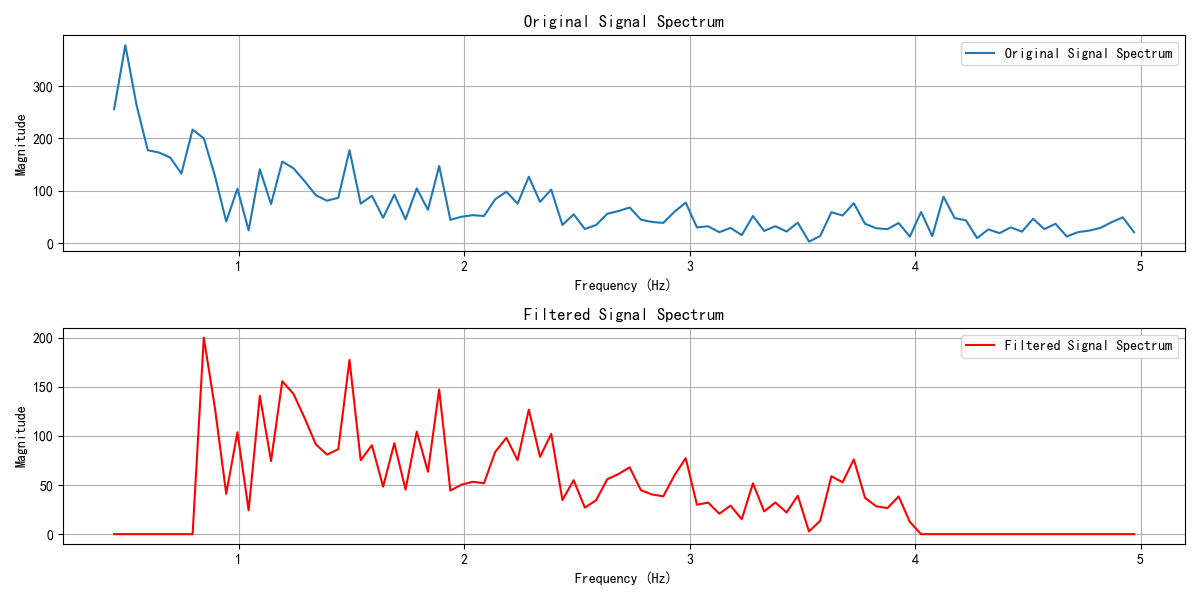 Original Signal Spectrum
Original Signal Spectrum
Magnitude
300
200
100
0
1 2 3 4 5
Frequency (Hz)
Filtered Signal Spectrum
Filtered Signal Spectrum
Magnitude
200
150
100
50
0
1 2 3 4 5
Frequency (Hz)